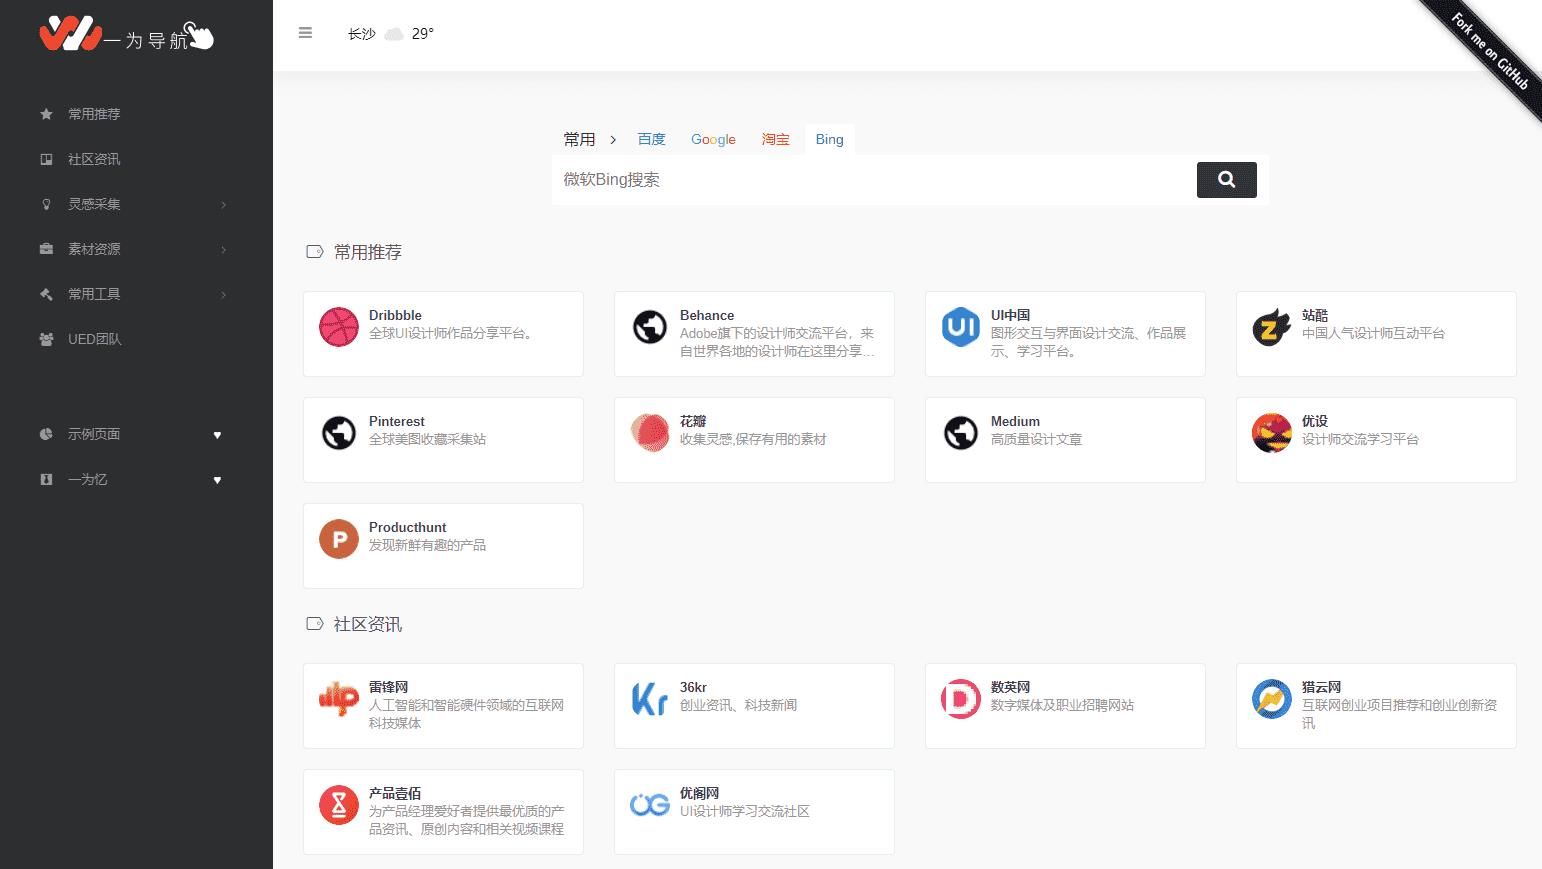 一为导航
长沙 29°
Fork me on GitHub
常用推荐
社区资讯
灵感采集
素材资源
常用工具
UED团队
示例页面
一为忆
常用 百度 Google 淘宝 Bing
微软Bing搜索
常用推荐
Dribbble
全球UI设计师作品分享平台。
Behance
Adobe旗下的设计师交流平台，来
自世界各地的设计师在这里分享...
UI中国
图形交互与界面设计交流、作品展
示、学习平台。
站酷
中国人气设计师互动平台
Pinterest
全球美图收藏采集站
花瓣
收集灵感,保存有用的素材
Medium
高质量设计文章
优设
设计师交流学习平台
Producthunt
发现新鲜有趣的产品
社区资讯
雷锋网
人工智能和智能硬件领域的互联网
科技媒体
36kr
创业资讯、科技新闻
数英网
数字媒体及职业招聘网站
猎云网
互联网创业项目推荐和创业创新资
讯
产品壹佰
为产品经理爱好者提供最优质的产
品资讯、原创内容和相关视频课程
优阁网
UI设计师学习交流社区